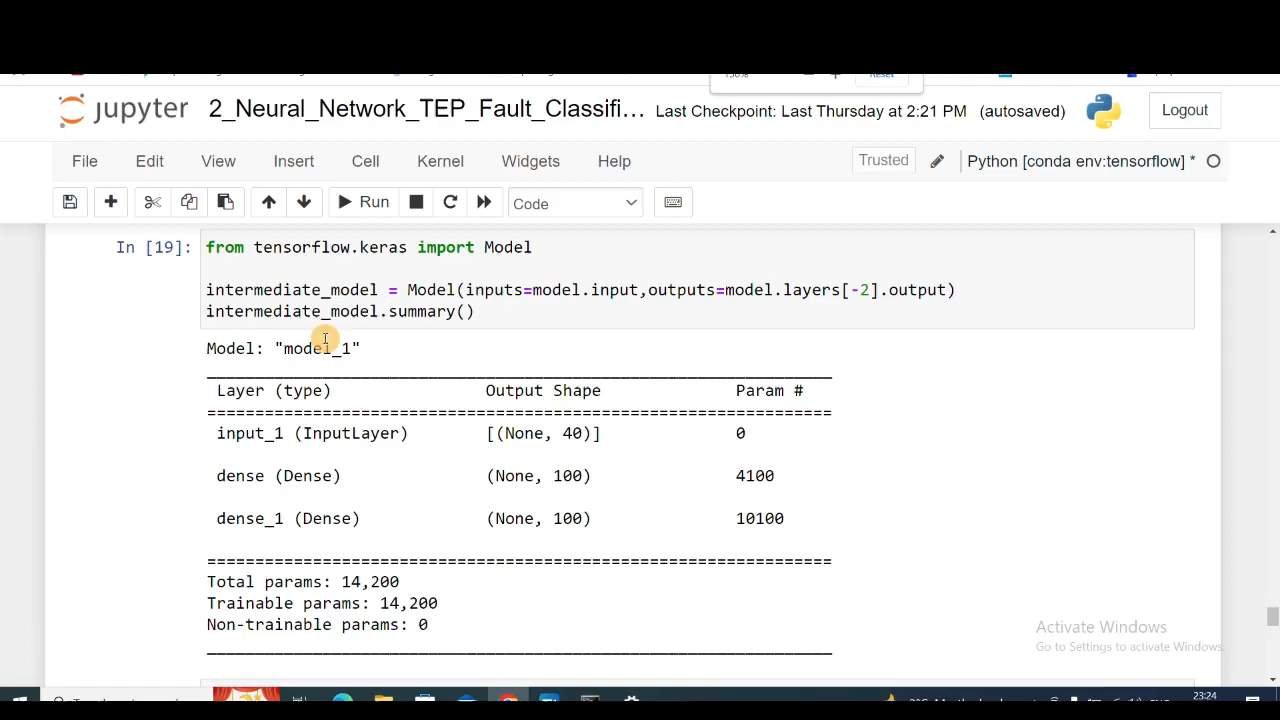 Reset
jupyter 2_Neural_Network_TEP_Fault_Classifi... Last Checkpoint: Last Thursday at 2:21 PM (autosaved) Logout
File Edit View Insert Cell Kernel Widgets Help Trusted Python [conda env:tensorflow] *
Run Code
In [19]: from tensorflow.keras import Model
intermediate_model = Model(inputs=model.input,outputs=model.layers[-2].output)
intermediate_model.summary()
Model: "model_1"
Layer (type) Output Shape Param #
input_1 (InputLayer) [(None, 40)] 0
dense (Dense) (None, 100) 4100
dense_1 (Dense) (None, 100) 10100
Total params: 14,200
Trainable params: 14,200
Non-trainable params: 0
Activate Windows
Go to Settings to activate Windows.
23:24